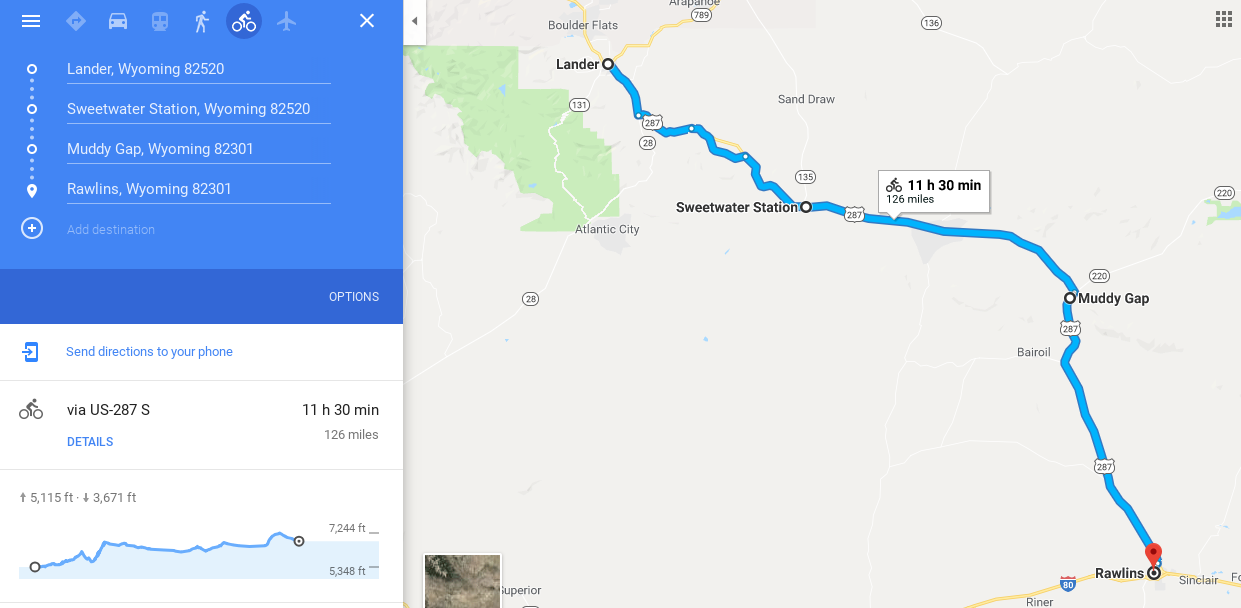 Lander, Wyoming 82520
Sweetwater Station, Wyoming 82520
Muddy Gap, Wyoming 82301
Rawlins, Wyoming 82301
Add destination
OPTIONS
Send directions to your phone
via US-287 S
11 h 30 min
DETAILS
126 miles
5,115 ft · 3,671 ft
7,244 ft
5,348 ft
Arapahoe
789
136
Boulder Flats
Lander
131
Sand Draw
287
28
135
11 h 30 min
126 miles
220
Sweetwater Station
287
Atlantic City
220
28
Muddy Gap
287
Bairoil
287
Rawlins
Sinclair
80
Superior
Riner